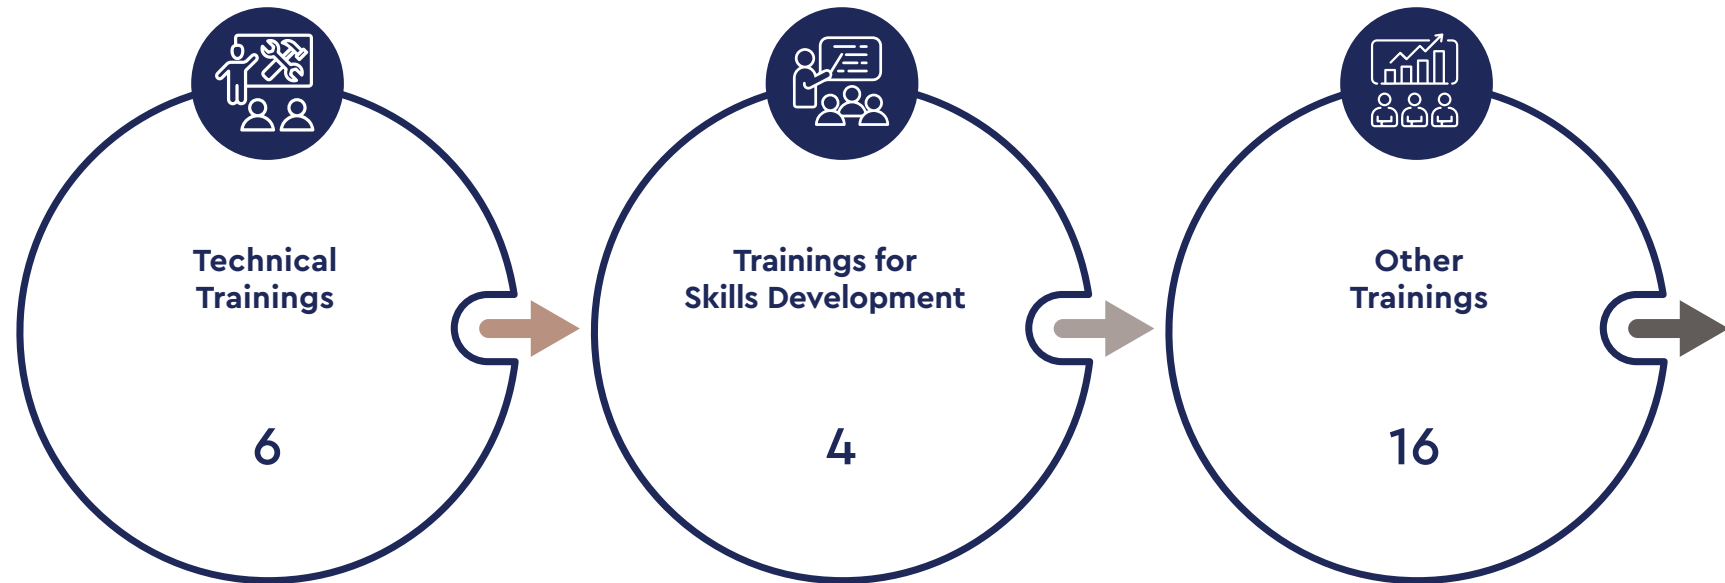 Technical
Trainings
6
Trainings for
Skills Development
4
Other
Trainings
16